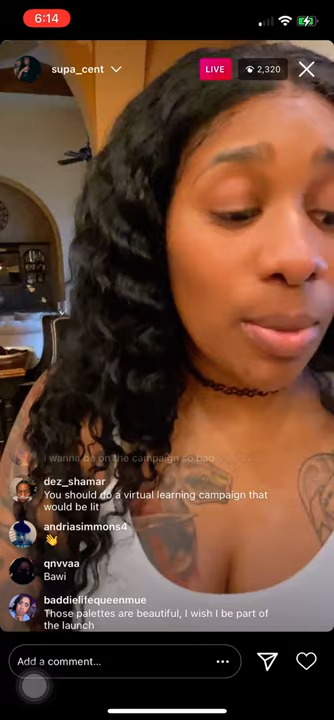 6:14
supa_cent
LIVE
2,320
i wanna be on the campaign so bad
dez_shamar
You should do a virtual learning campaign that
would be lit
andriasimmons4
👋
qnvvaa
Bawi
baddielifequeenmue
Those palettes are beautiful, I wish I be part of
the launch
Add a comment...